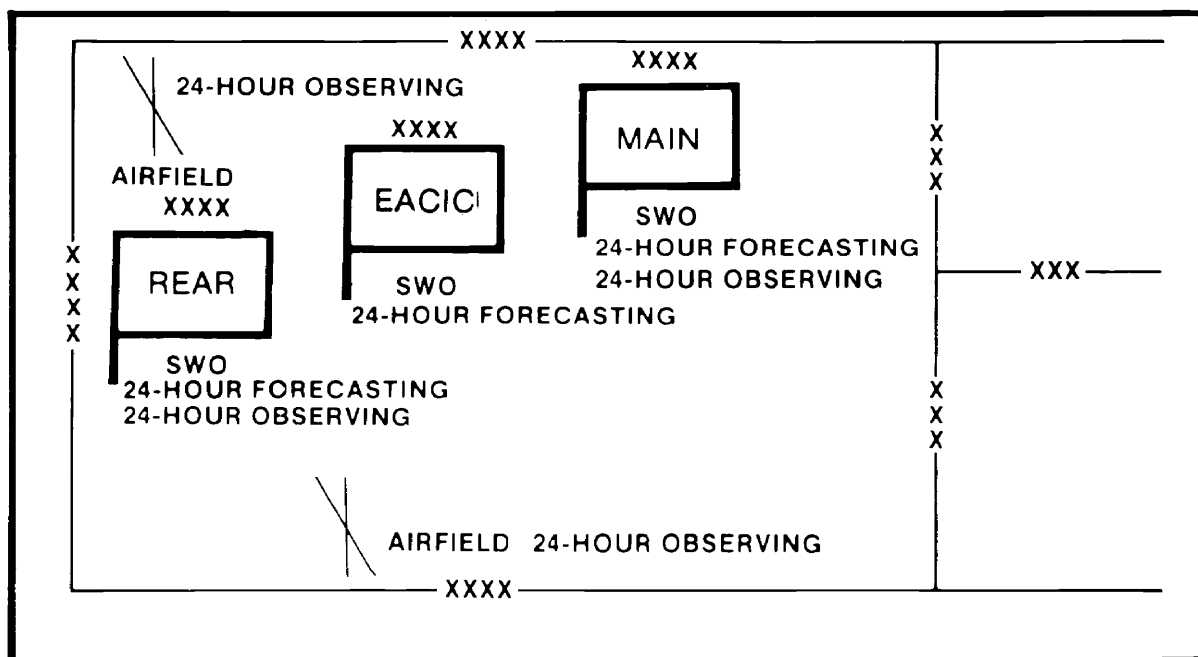 XXXX
24-HOUR OBSERVING
AIRFIELD
XXXX
MAIN
SWO
24-HOUR FORECASTING
24-HOUR OBSERVING
XXXX
EACIC
SWO
24-HOUR FORECASTING
XXXX
REAR
SWO
24-HOUR FORECASTING
24-HOUR OBSERVING
X
X
X
X
X
X
X
XXX
X
X
X
AIRFIELD 24-HOUR OBSERVING
XXXX